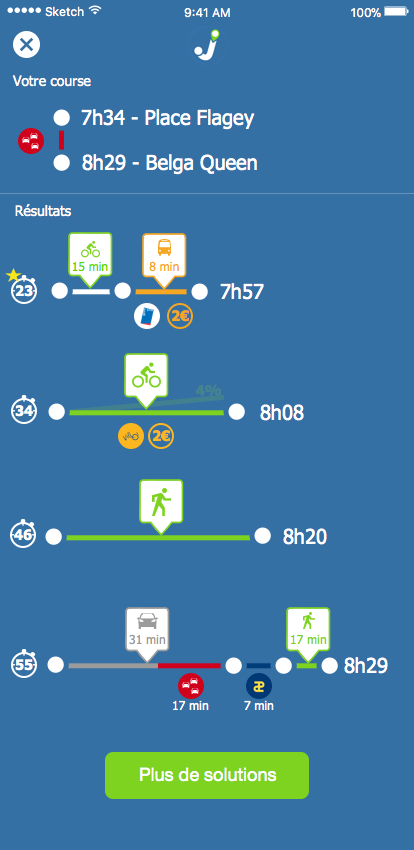 Sketch 9:41 AM 100%
Votre course
7h34 - Place Flagey
8h29 - Belga Queen
Résultats
15 min 8 min
23 7h57
2€
4%
34 8h08
2€
46 8h20
31 min 17 min
55 8h29
17 min 7 min
Plus de solutions